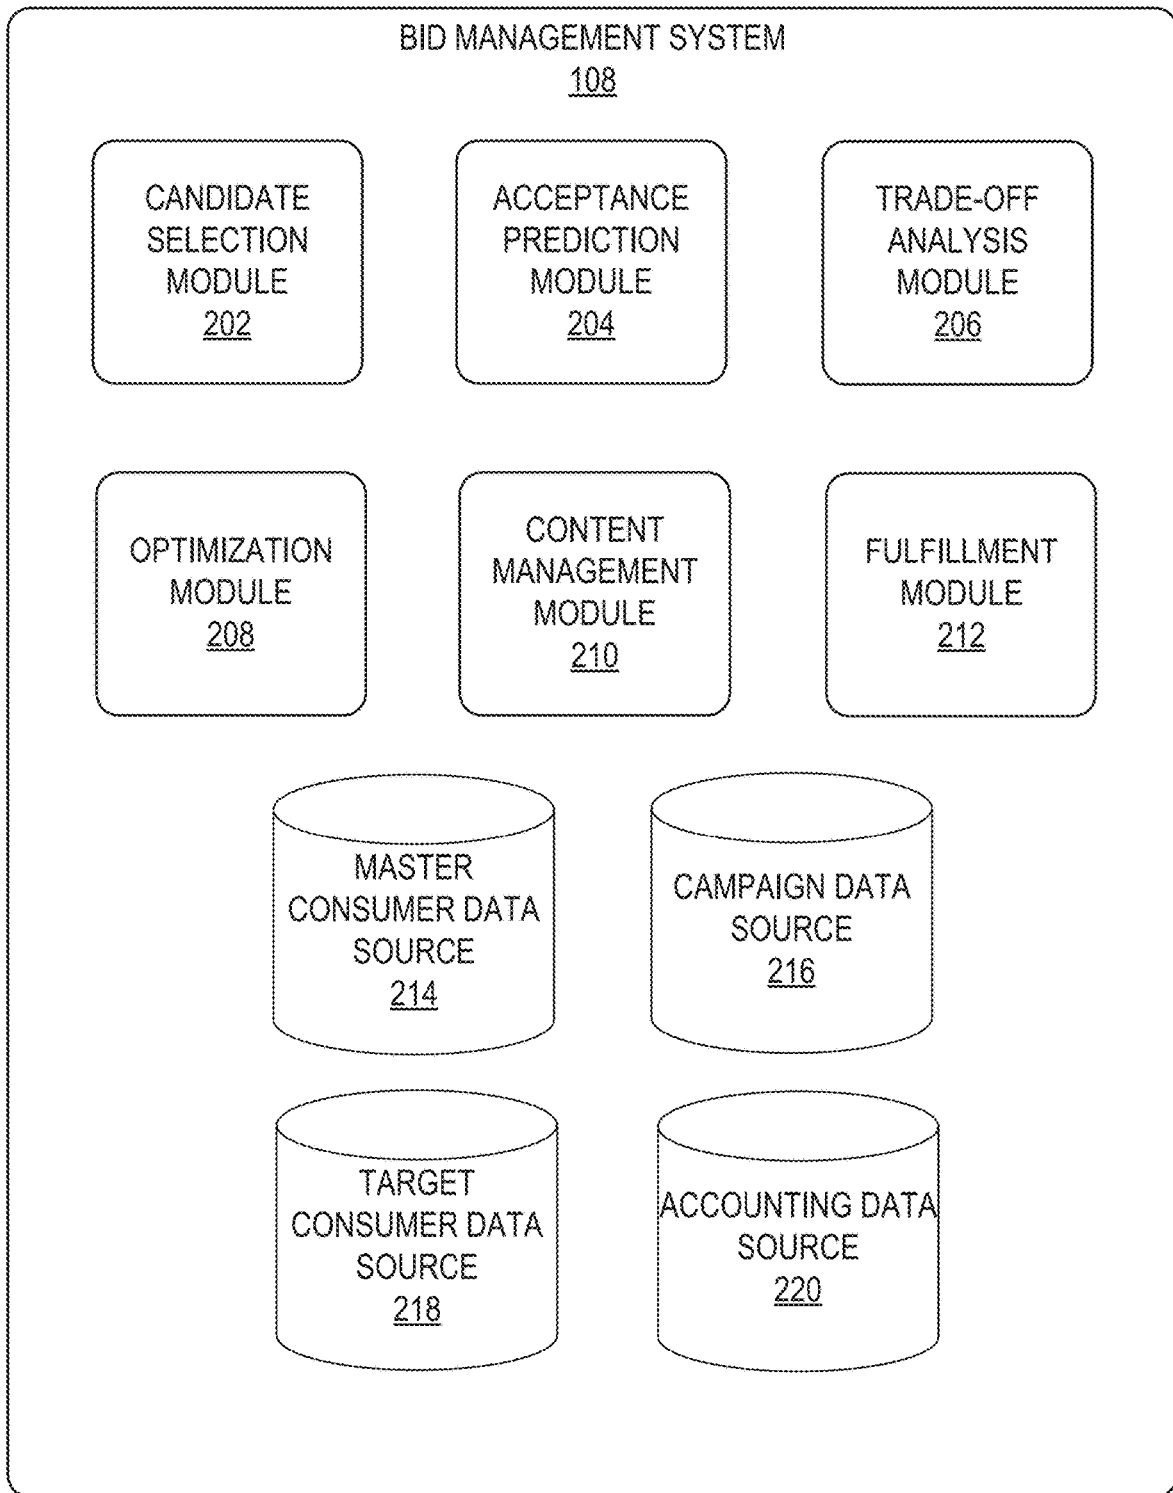 BID MANAGEMENT SYSTEM
108
CANDIDATE
SELECTION
MODULE
202
ACCEPTANCE
PREDICTION
MODULE
204
TRADE-OFF
ANALYSIS
MODULE
206
OPTIMIZATION
MODULE
208
CONTENT
MANAGEMENT
MODULE
210
FULFILLMENT
MODULE
212
MASTER
CONSUMER DATA
SOURCE
214
CAMPAIGN DATA
SOURCE
216
TARGET
CONSUMER DATA
SOURCE
218
ACCOUNTING DATA
SOURCE
220